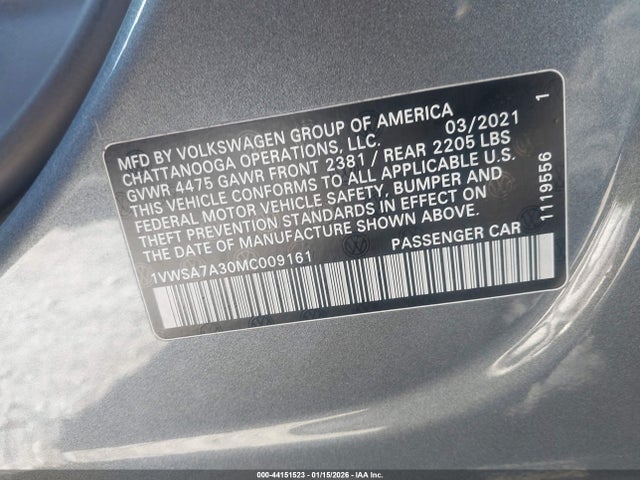 MFD BY VOLKSWAGEN GROUP OF AMERICA
CHATTANOOGA OPERATIONS, LLC. 03/2021 1
GVWR 4475 GAWR FRONT 2381 / REAR 2205 LBS
THIS VEHICLE CONFORMS TO ALL APPLICABLE U.S.
FEDERAL MOTOR VEHICLE SAFETY, BUMPER AND
THEFT PREVENTION STANDARDS IN EFFECT ON
THE DATE OF MANUFACTURE SHOWN ABOVE.
1VWSA7A30MC009161 PASSENGER CAR
1119556
000-44151523 - 01/15/2026 - IAA Inc.